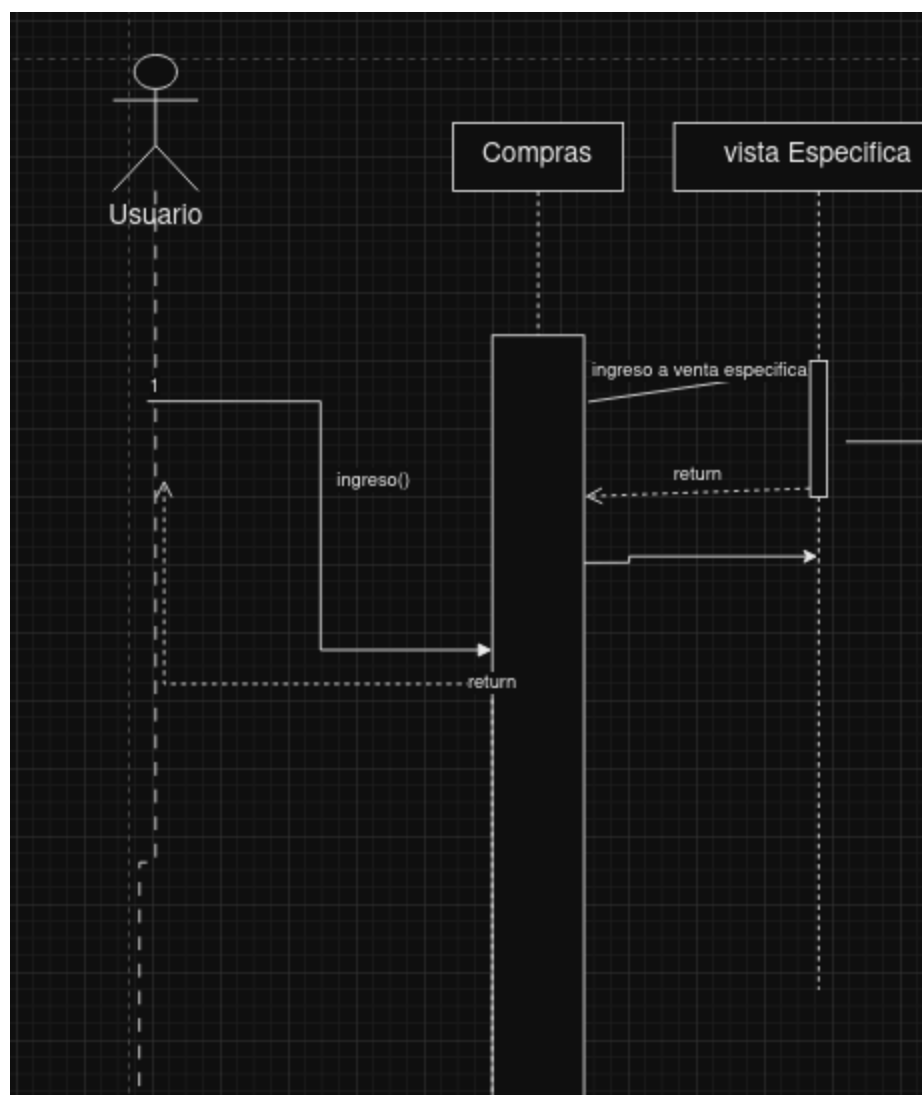 Compras
vista Especifica
Usuario
ingreso a venta especifica
1
return
ingreso()
return